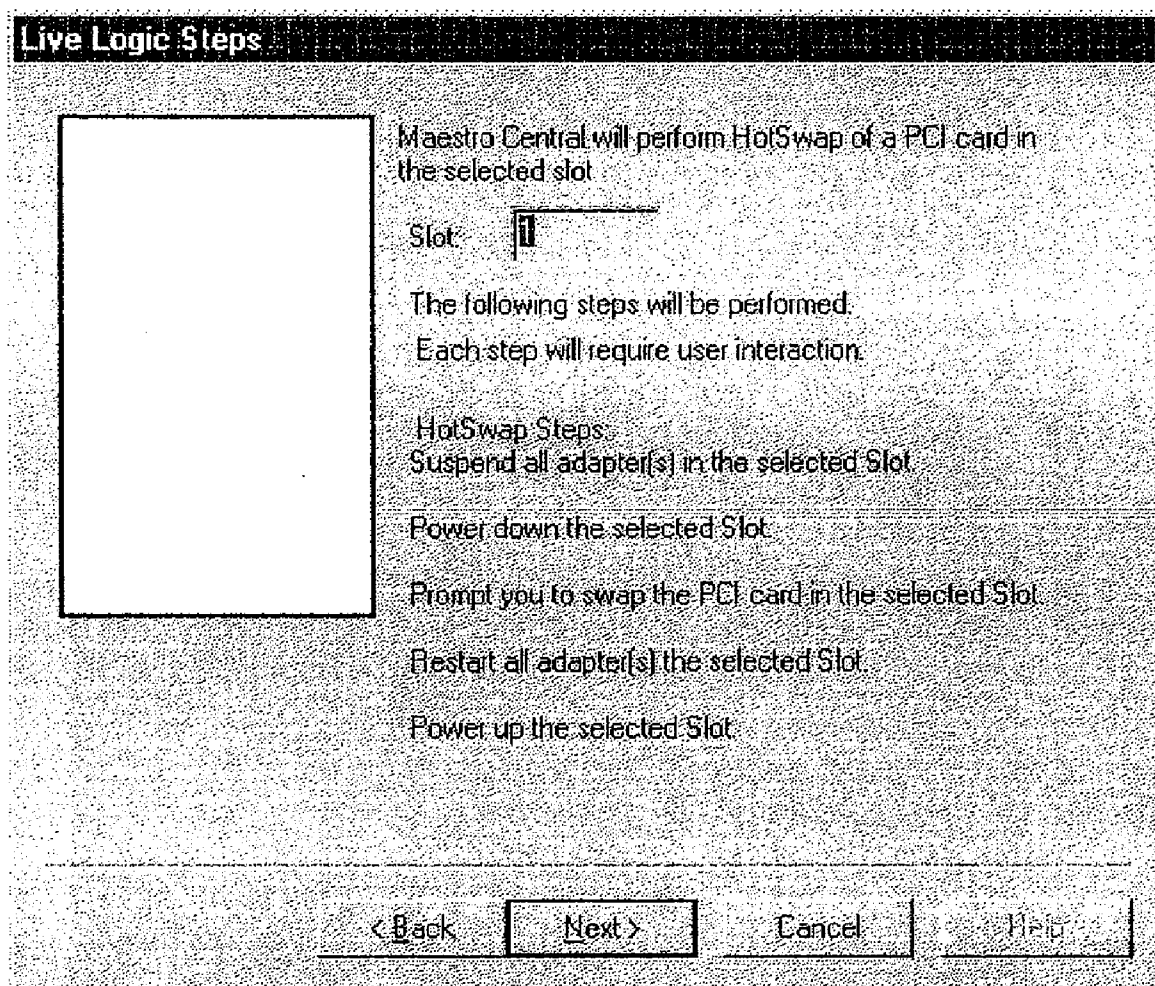 Live Logic Steps
Maestro Central will perform HotSwap of a PCI card in
the selected slot
Slot: 1
The following steps will be performed.
Each step will require user interaction.
HotSwap Steps:
Suspend all adapter(s) in the selected Slot.
Power down the selected Slot.
Prompt you to swap the PCI card in the selected Slot.
Restart all adapter(s) the selected Slot.
Power up the selected Slot.
< Back Next > Cancel Help